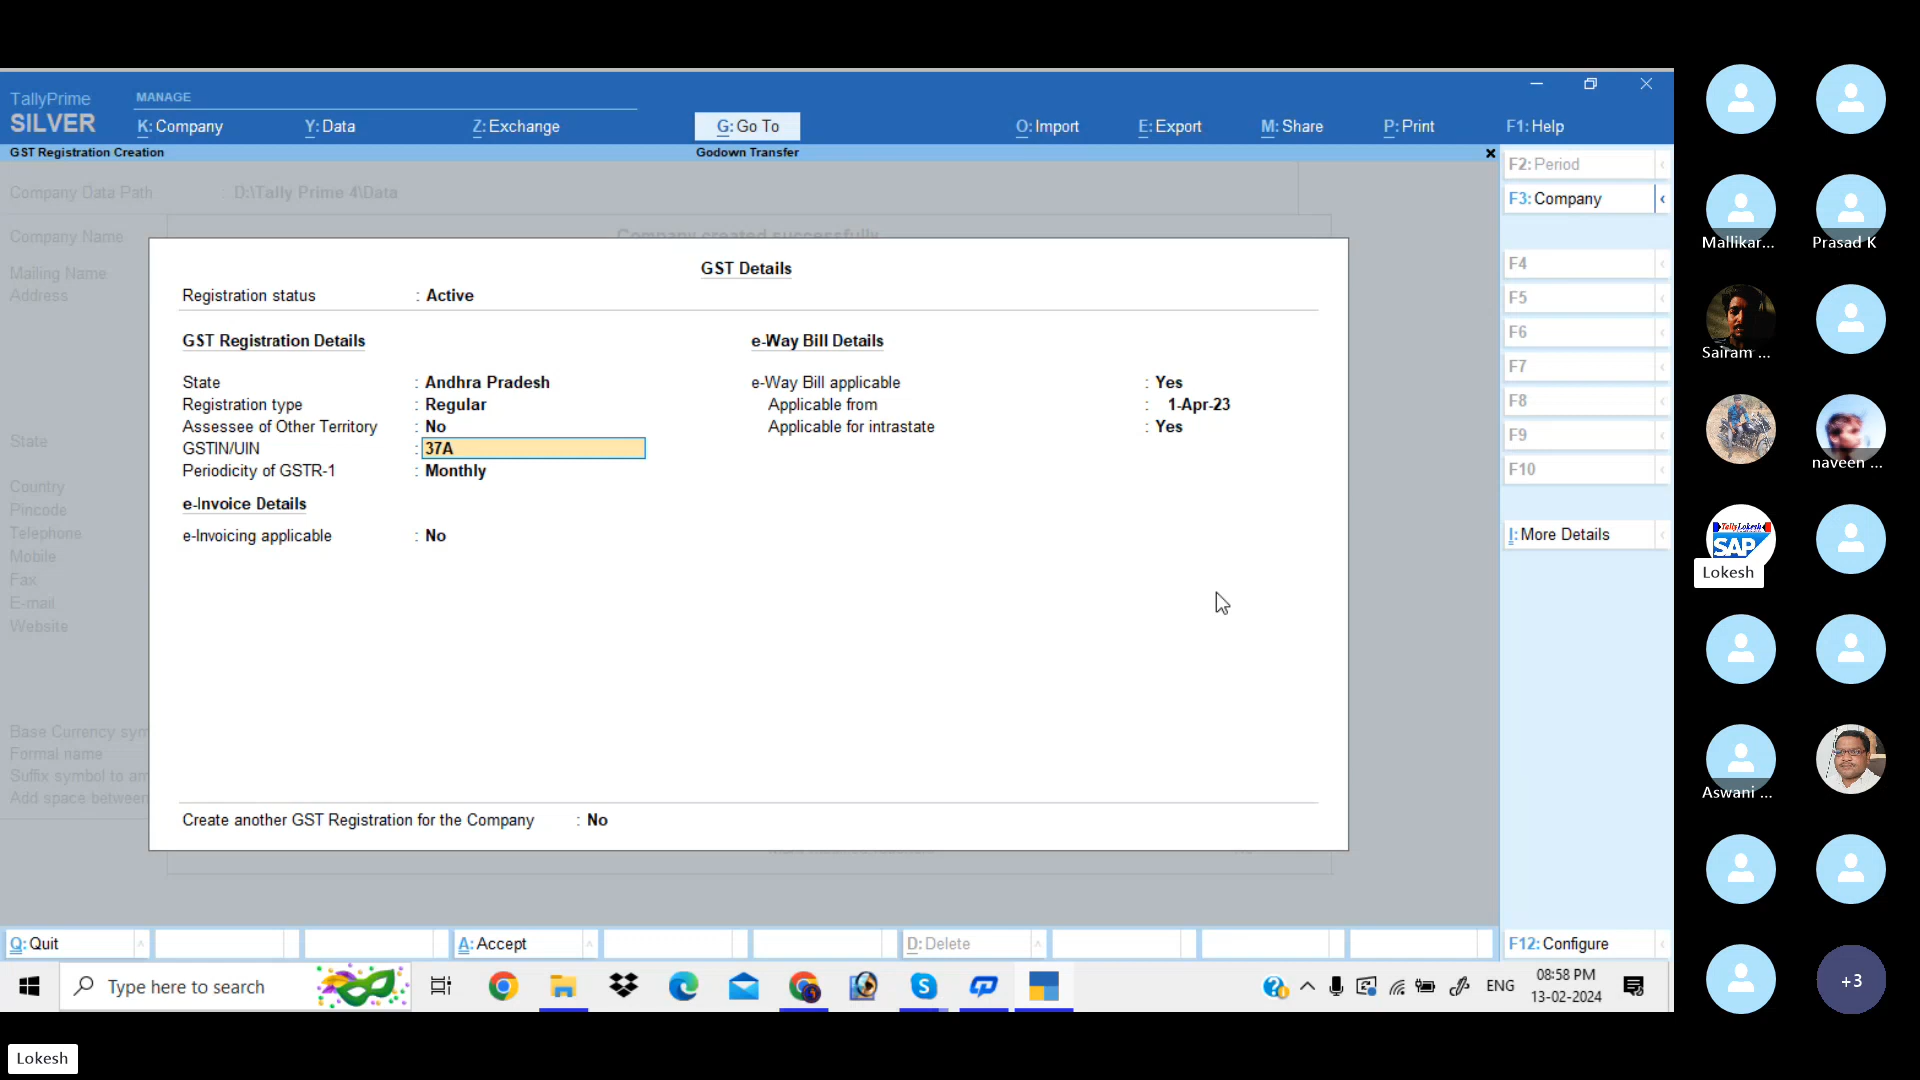 TallyPrime
SILVER
MANAGE
K: Company
Y: Data
Z: Exchange
G: Go To
O: Import
E: Export
M: Share
P: Print
F1: Help
GST Registration Creation
Godown Transfer
Company Data Path : D:\Tally Prime 4\Data
Company Name
Company created successfully
Mailing Name
Address
State
Country
Pincode
Telephone
Mobile
Fax
E-mail
Website
Base Currency sym
Formal name
Suffix symbol to am
Add space between
GST Details
Registration status : Active
GST Registration Details
State : Andhra Pradesh
Registration type : Regular
Assessee of Other Territory : No
GSTIN/UIN : 37A
Periodicity of GSTR-1 : Monthly
e-Invoice Details
e-Invoicing applicable : No
e-Way Bill Details
e-Way Bill applicable : Yes
Applicable from : 1-Apr-23
Applicable for intrastate : Yes
Create another GST Registration for the Company : No
F2: Period
F3: Company
F4
F5
F6
F7
F8
F9
F10
I: More Details
F12: Configure
Q: Quit
A: Accept
D: Delete
Type here to search
ENG
08:58 PM
13-02-2024
Mallikar...
Prasad K
Sairam ...
naveen ...
TallyLokesh
SAP
Lokesh
Aswani ...
+3
Lokesh